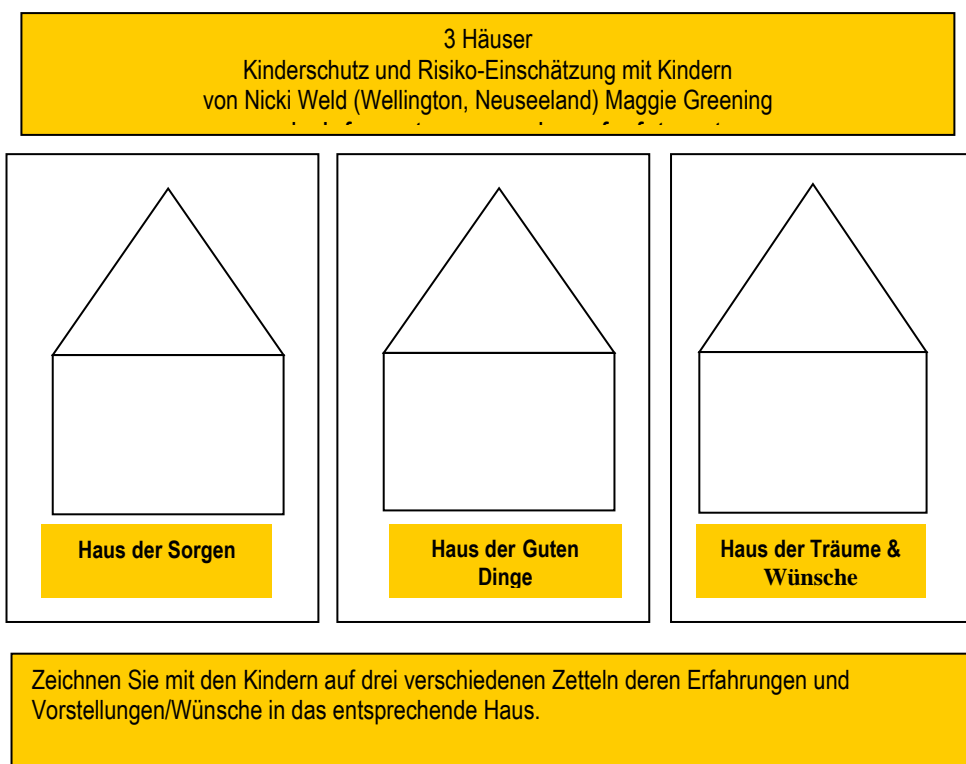 3 Häuser
Kinderschutz und Risiko-Einschätzung mit Kindern
von Nicki Weld (Wellington, Neuseeland) Maggie Greening
Haus der Sorgen
Haus der Guten
Dinge
Haus der Träume &
Wünsche
Zeichnen Sie mit den Kindern auf drei verschiedenen Zetteln deren Erfahrungen und
Vorstellungen/Wünsche in das entsprechende Haus.